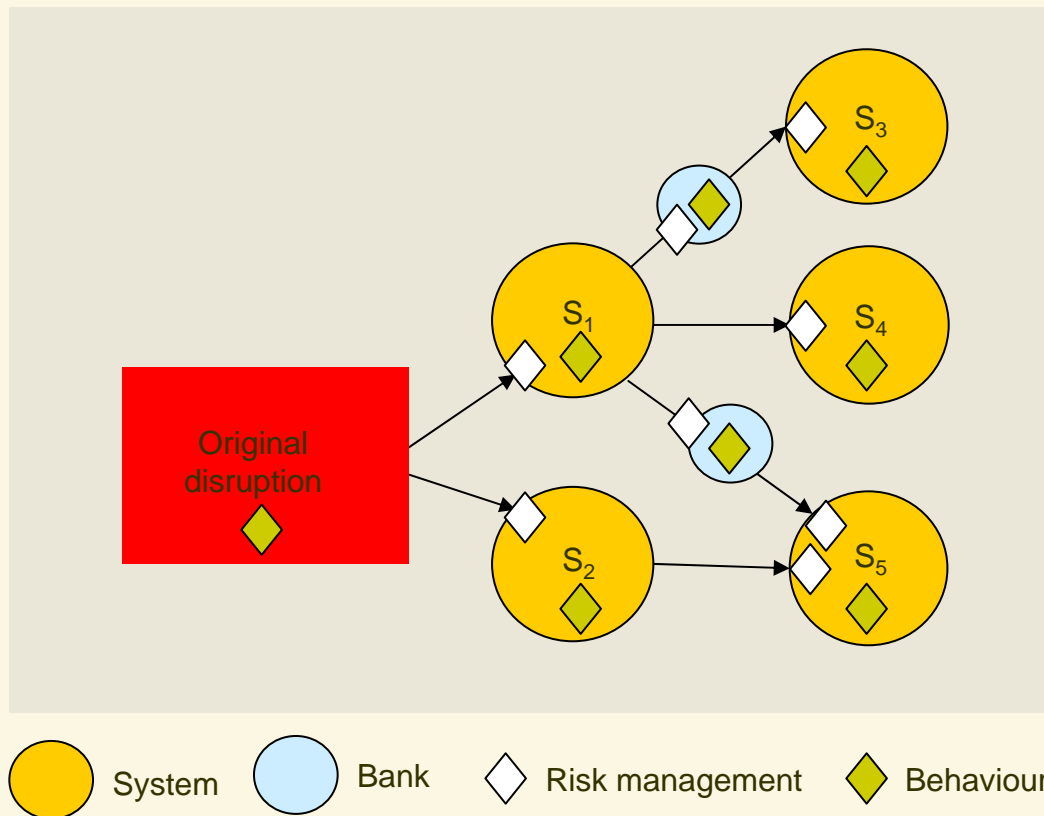 S3
S1
S4
Original
disruption
S2
S5
System
Bank
Risk management
Behaviour